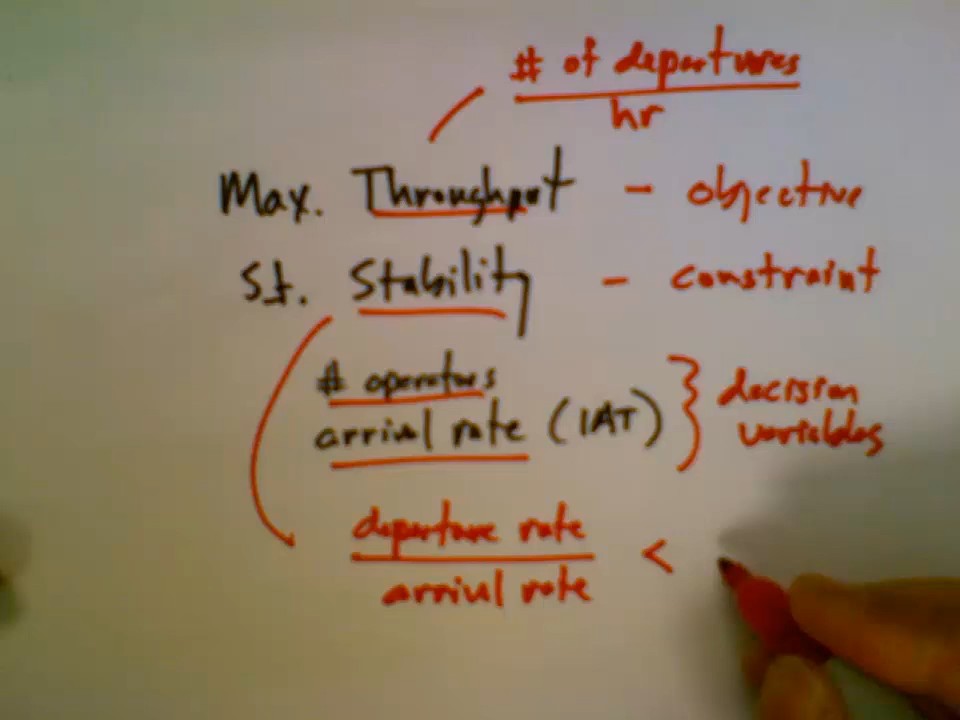 # of departures
hr
Max. Throughput - objective
S.t. Stability - constraint
# operators
arrival rate (IAT) } decision variables
departure rate
arrival rate <